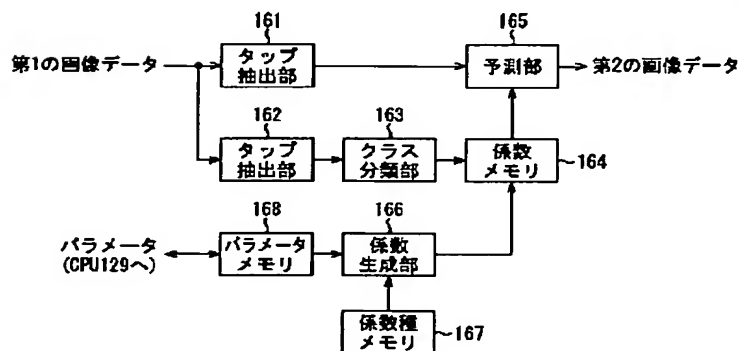 161
165
第1の画像データ
タップ
抽出部
予測部
第2の画像データ
162
163
タップ
抽出部
クラス
分類部
係数
メモリ
164
168
166
パラメータ
(CPU129へ)
パラメータ
メモリ
係数
生成部
係数種
メモリ
167